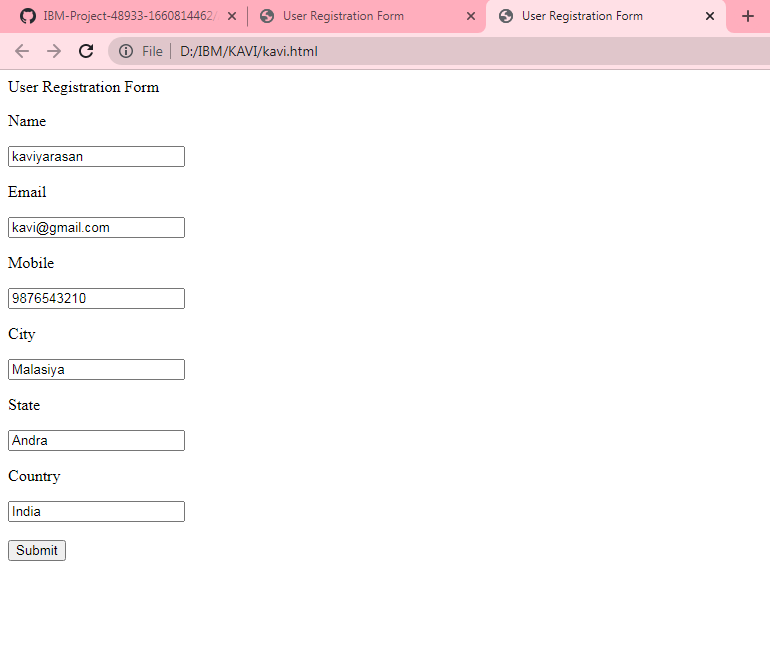 IBM-Project-48933-1660814462/
User Registration Form
User Registration Form
File
D:/IBM/KAVI/kavi.html
User Registration Form
Name
kaviyarasan
Email
kavi@gmail.com
Mobile
9876543210
City
Malasiya
State
Andra
Country
India
Submit